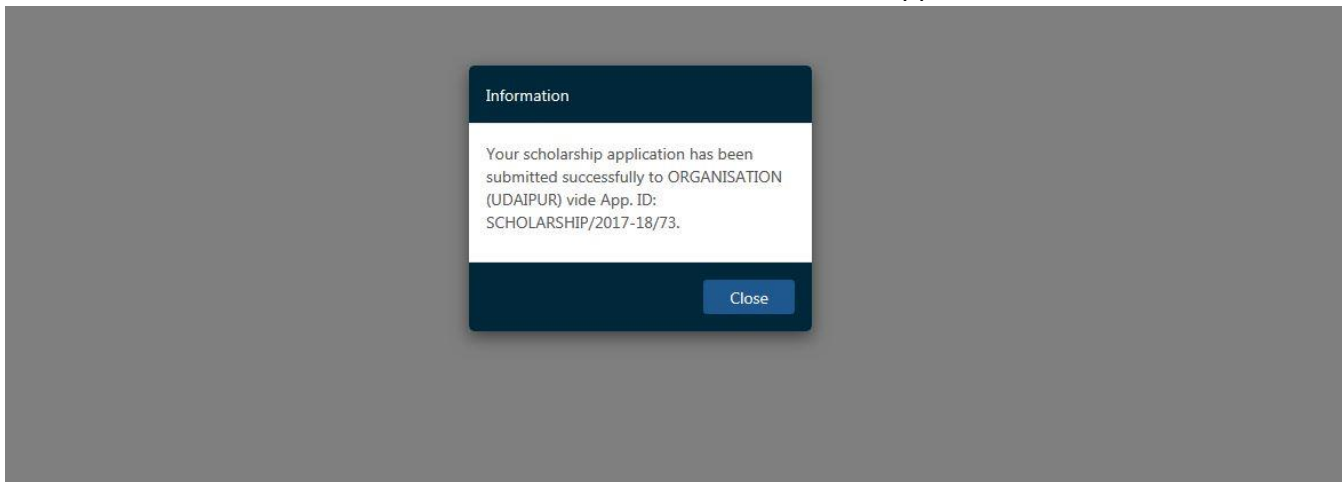 Information
Your scholarship application has been
submitted successfully to ORGANISATION
(UDAIPUR) vide App. ID:
SCHOLARSHIP/2017-18/73.
Close